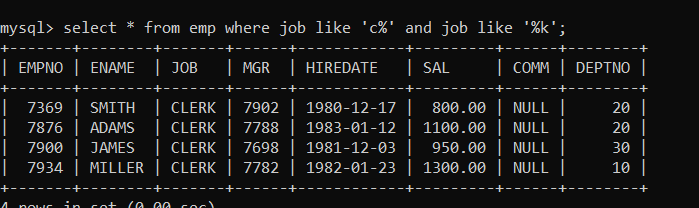 mysql> select * from emp where job like 'c%' and job like '%k';
+-------+--------+-------+------+------------+---------+------+--------+
| EMPNO | ENAME  | JOB   | MGR  | HIREDATE   | SAL     | COMM | DEPTNO |
+-------+--------+-------+------+------------+---------+------+--------+
|  7369 | SMITH  | CLERK | 7902 | 1980-12-17 |  800.00 | NULL |     20 |
|  7876 | ADAMS  | CLERK | 7788 | 1983-01-12 | 1100.00 | NULL |     20 |
|  7900 | JAMES  | CLERK | 7698 | 1981-12-03 |  950.00 | NULL |     30 |
|  7934 | MILLER | CLERK | 7782 | 1982-01-23 | 1300.00 | NULL |     10 |
+-------+--------+-------+------+------------+---------+------+--------+
4 rows in set (0.00 sec)